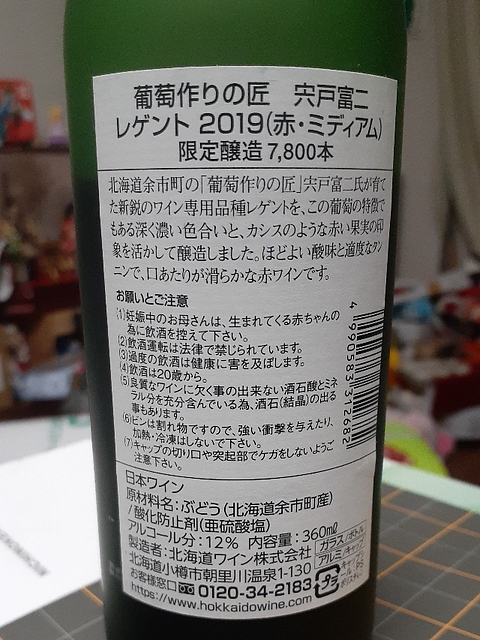 葡萄作りの匠 宍戸富二
レゲント 2019(赤・ミディアム)
限定醸造 7,800本
北海道余市町の「葡萄作りの匠」宍戸富二氏が育て
た新鋭のワイン専用品種レゲントを、この葡萄の特徴で
もある深く濃い色合いと、カシスのような赤い果実の印
象を活かして醸造しました。ほどよい酸味と適度なタン
ニンで、口あたりが滑らかな赤ワインです。
お願いとご注意
(1)妊娠中のお母さんは、生まれてくる赤ちゃんの
為に飲酒を控えて下さい。
(2)飲酒運転は法律で禁じられています。
(3)過度の飲酒は健康に害を及ぼします。
(4)飲酒は20歳から。
(5)良質なワインに欠く事の出来ない酒石酸とミネ
ラル分を充分含んでいる為、酒石(結晶)の出る
事もあります。
(6)ビンは割れ物ですので、強い衝撃を与えたり、
加熱・冷凍はしないで下さい。
(7)キャップの切り口や突起部でケガをしないようご
注意下さい。
4990583312682
日本ワイン
原材料名:ぶどう(北海道余市町産)
/酸化防止剤(亜硫酸塩)
アルコール分:12% 内容量:360㎖
製造者:北海道ワイン株式会社
北海道小樽市朝里川温泉1-130
お客様窓口 0120-34-2183
https://www.hokkaidowine.com
ガラス/ボトル
アルミ/キャップ
プラ